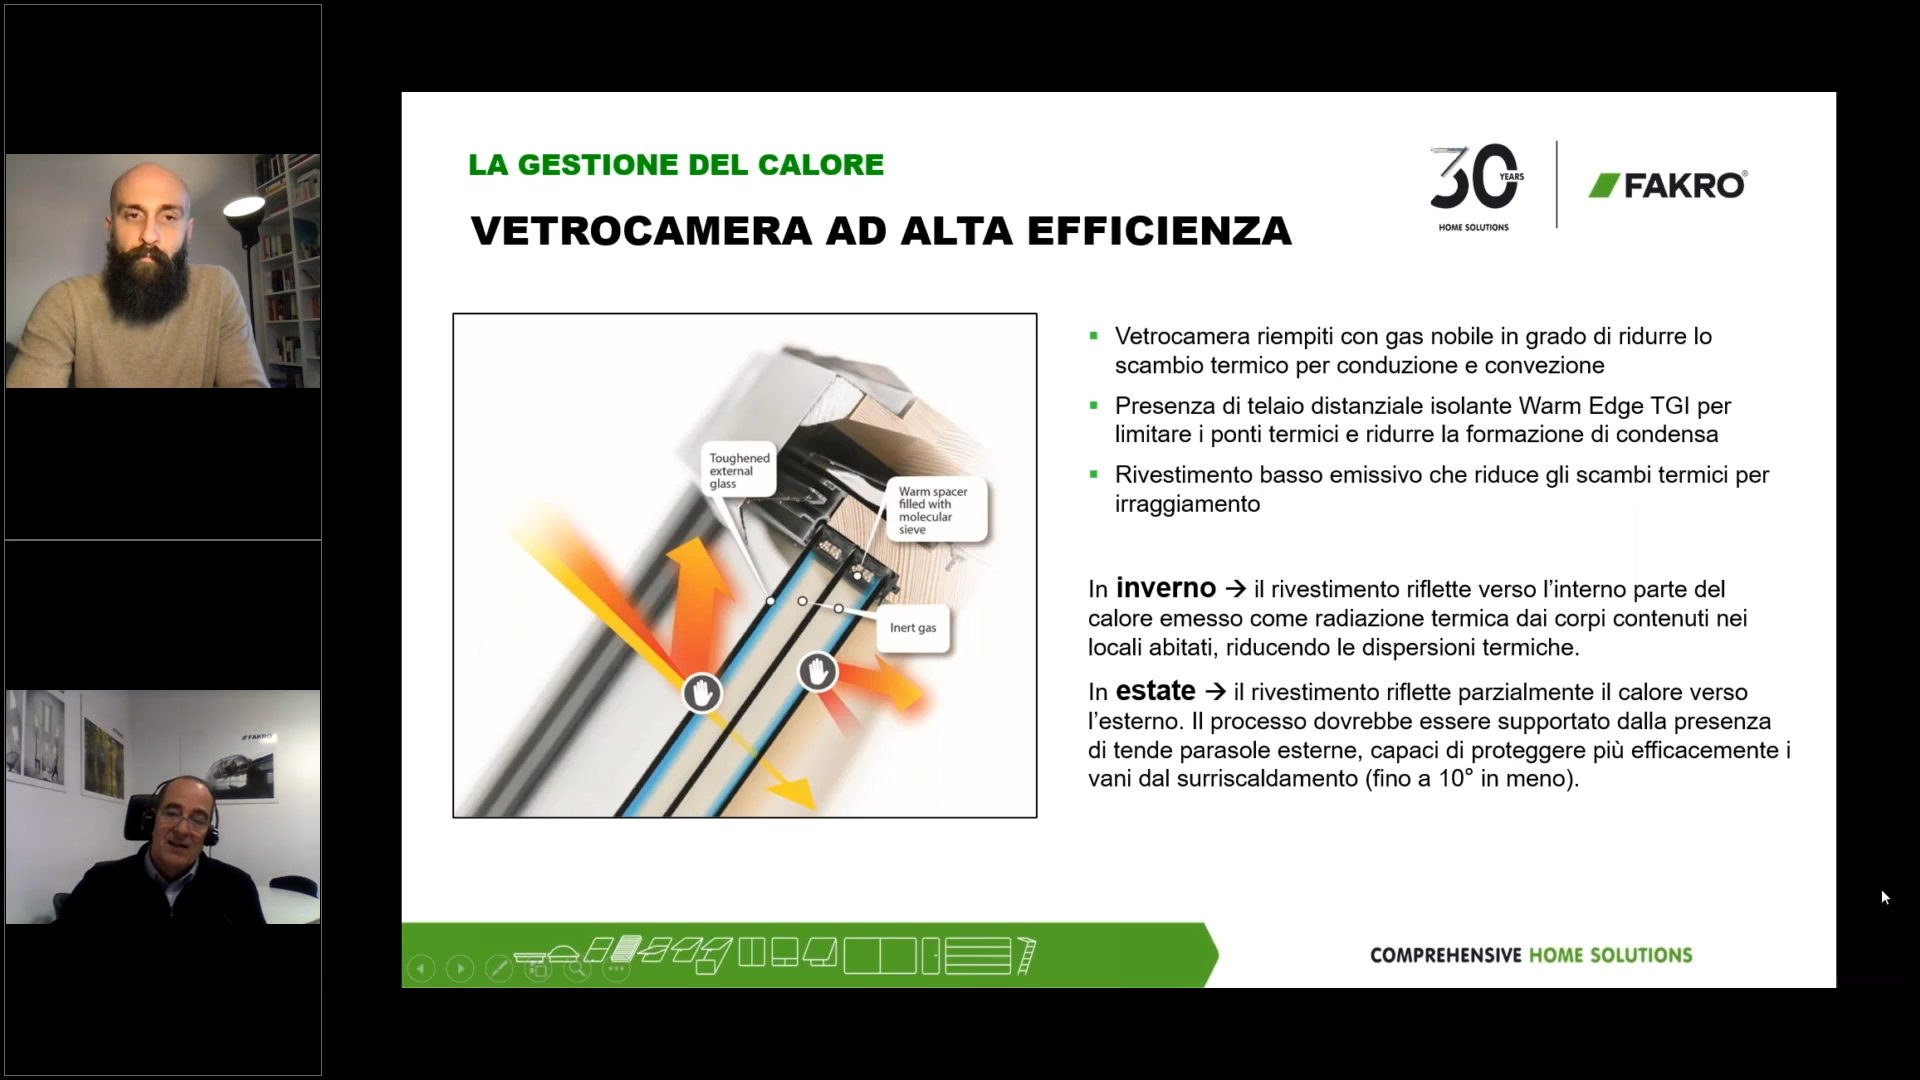 LA GESTIONE DEL CALORE
VETROCAMERA AD ALTA EFFICIENZA
30 YEARS
HOME SOLUTIONS
FAKRO®
Toughened
external
glass
Warm spacer
filled with
molecular
sieve
Inert gas
Vetrocamera riempiti con gas nobile in grado di ridurre lo
scambio termico per conduzione e convezione
Presenza di telaio distanziale isolante Warm Edge TGI per
limitare i ponti termici e ridurre la formazione di condensa
Rivestimento basso emissivo che riduce gli scambi termici per
irraggiamento
In inverno → il rivestimento riflette verso l’interno parte del
calore emesso come radiazione termica dai corpi contenuti nei
locali abitati, riducendo le dispersioni termiche.
In estate → il rivestimento riflette parzialmente il calore verso
l’esterno. Il processo dovrebbe essere supportato dalla presenza
di tende parasole esterne, capaci di proteggere più efficacemente i
vani dal surriscaldamento (fino a 10° in meno).
COMPREHENSIVE HOME SOLUTIONS
FAKRO